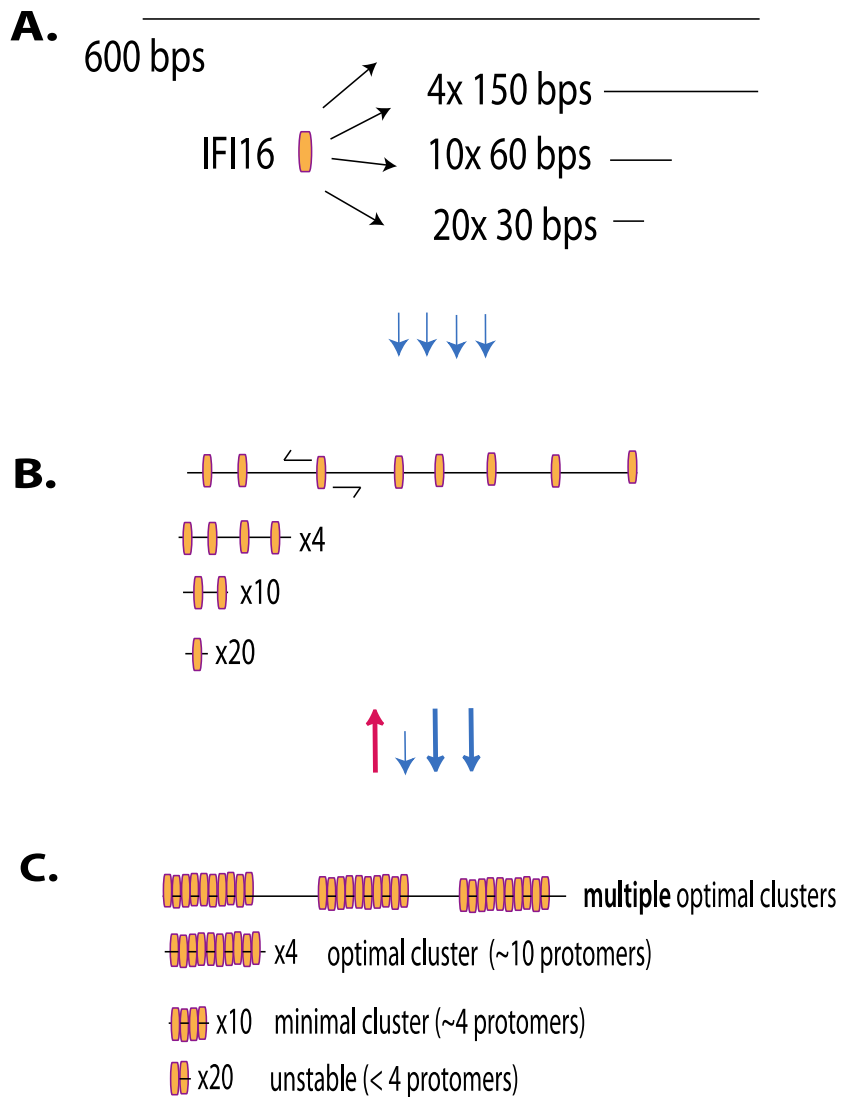 A.
600 bps
4x 150 bps
IFI16
10x 60 bps
20x 30 bps
B.
x4
x10
x20
C.
multiple optimal clusters
x4 optimal cluster (~10 protomers)
x10 minimal cluster (~4 protomers)
x20 unstable (< 4 protomers)